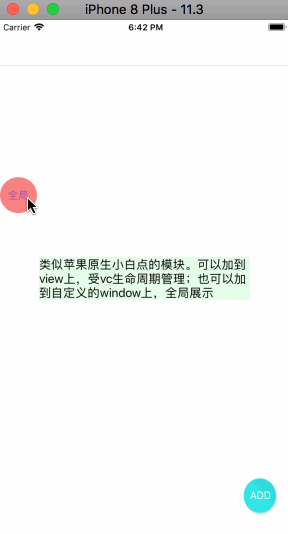 iPhone 8 Plus - 11.3
Carrier 6:42 PM
全局
类似苹果原生小白点的模块。可以加到
view上，受vc生命周期管理；也可以加
到自定义的window上，全局展示
ADD